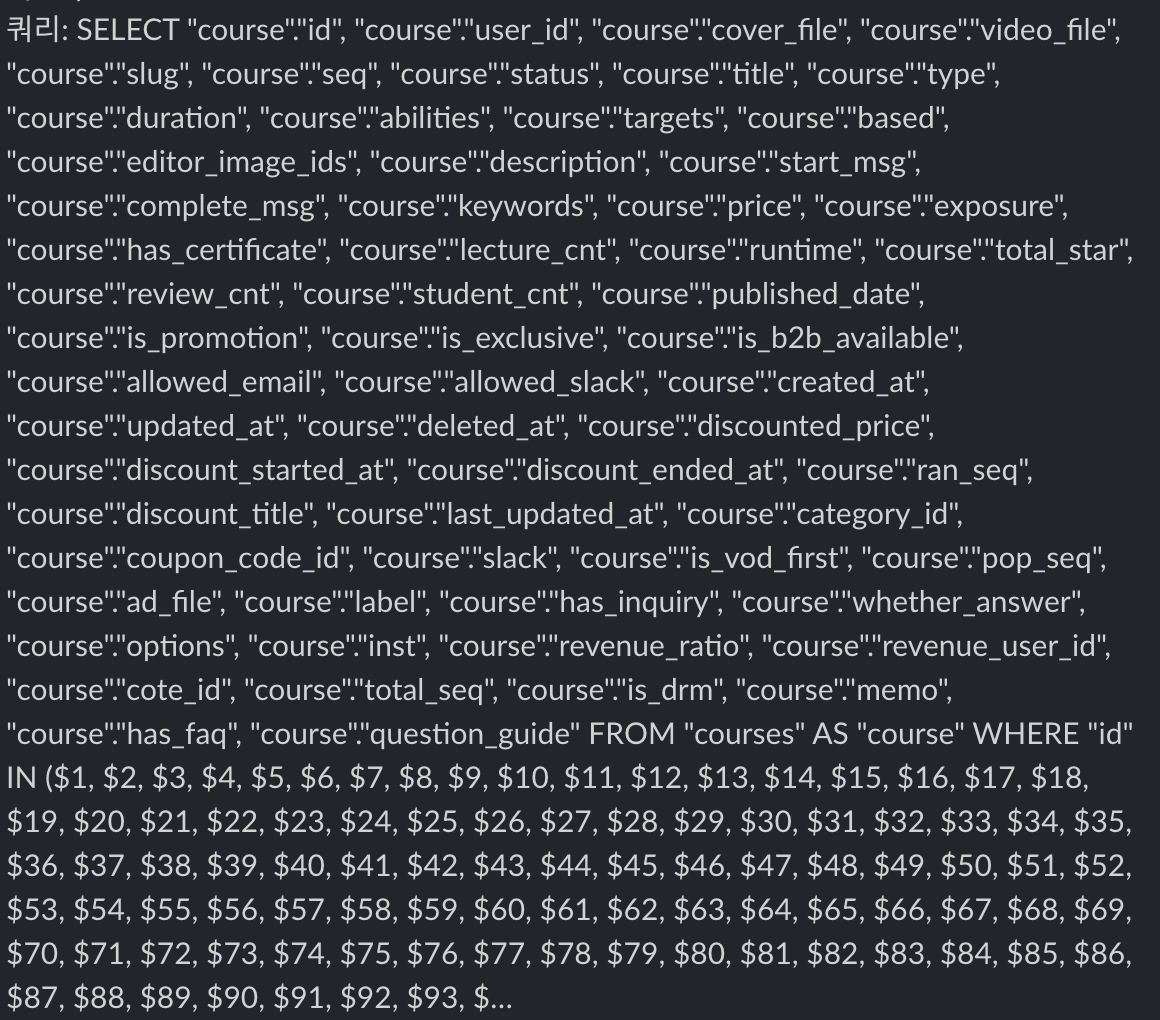 쿼리: SELECT "course"."id", "course"."user_id", "course"."cover_file", "course"."video_file",
"course"."slug", "course"."seq", "course"."status", "course"."title", "course"."type",
"course"."duration", "course"."abilities", "course"."targets", "course"."based",
"course"."editor_image_ids", "course"."description", "course"."start_msg",
"course"."complete_msg", "course"."keywords", "course"."price", "course"."exposure",
"course"."has_certificate", "course"."lecture_cnt", "course"."runtime", "course"."total_star",
"course"."review_cnt", "course"."student_cnt", "course"."published_date",
"course"."is_promotion", "course"."is_exclusive", "course"."is_b2b_available",
"course"."allowed_email", "course"."allowed_slack", "course"."created_at",
"course"."updated_at", "course"."deleted_at", "course"."discounted_price",
"course"."discount_started_at", "course"."discount_ended_at", "course"."ran_seq",
"course"."discount_title", "course"."last_updated_at", "course"."category_id",
"course"."coupon_code_id", "course"."slack", "course"."is_vod_first", "course"."pop_seq",
"course"."ad_file", "course"."label", "course"."has_inquiry", "course"."whether_answer",
"course"."options", "course"."inst", "course"."revenue_ratio", "course"."revenue_user_id",
"course"."cote_id", "course"."total_seq", "course"."is_drm", "course"."memo",
"course"."has_faq", "course"."question_guide" FROM "courses" AS "course" WHERE "id"
IN ($1, $2, $3, $4, $5, $6, $7, $8, $9, $10, $11, $12, $13, $14, $15, $16, $17, $18,
$19, $20, $21, $22, $23, $24, $25, $26, $27, $28, $29, $30, $31, $32, $33, $34, $35,
$36, $37, $38, $39, $40, $41, $42, $43, $44, $45, $46, $47, $48, $49, $50, $51, $52,
$53, $54, $55, $56, $57, $58, $59, $60, $61, $62, $63, $64, $65, $66, $67, $68, $69,
$70, $71, $72, $73, $74, $75, $76, $77, $78, $79, $80, $81, $82, $83, $84, $85, $86,
$87, $88, $89, $90, $91, $92, $93, $...